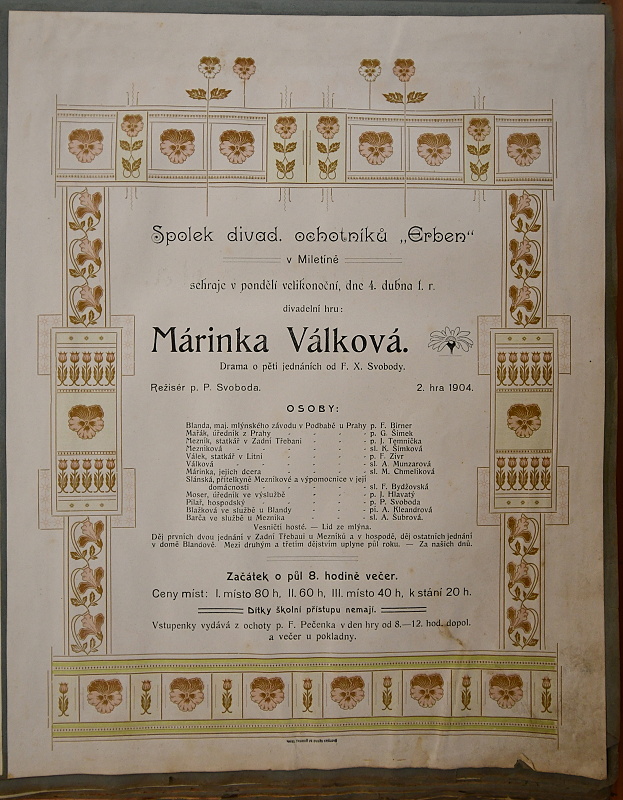 Spolek divad. ochotníků „Erben“
v Miletíně
sehraje v pondělí velikonoční, dne 4. dubna t. r.
divadelní hru:
Márinka Válková.
Drama o pěti jednáních od F. X. Svobody.
Režisér p. P. Svoboda. 2. hra 1904.
OSOBY:
Blanda, maj. mlýnského závodu v Podbabě u Prahy p. F. Birner
Mařák, úředník z Prahy - - - - p. G. Šimek
Mezník, statkář v Zadní Třebani - - - p. J. Temnička
Mezníková - - - - - sl. K. Šimková
Válek, statkář v Litni - - - - p. F. Zívr
Válková - - - - - sl. A. Munzarová
Márinka, jejich dcera - - - - sl. M. Chmelíková
Slánská, přítelkyně Mezníkové a výpomocnice v její
domácnosti - - - - - sl. F. Bydžovská
Moser, úředník ve výslužbě - - - p. J. Hlavatý
Pilař, hospodský - - - - p. P. Svoboda
Blažková ve službě u Blandy - - - pí. A. Kleandrová
Barča ve službě u Mezníka - - - sl. A. Šubrová.
Vesničtí hosté. — Lid ze mlýna.
Děj prvních dvou jednání v Zadní Třebani u Mezníků a v hospodě, děj ostatních jednání
v domě Blandově. Mezi druhým a třetím dějstvím uplyne půl roku. — Za našich dnů.
Začátek o půl 8. hodině večer.
Ceny míst: I. místo 80 h, II. 60 h, III. místo 40 h, k stání 20 h.
Dítky školní přístupu nemají.
Vstupenky vydává z ochoty p. F. Pečenka v den hry od 8.—12. hod. dopol.
a večer u pokladny.